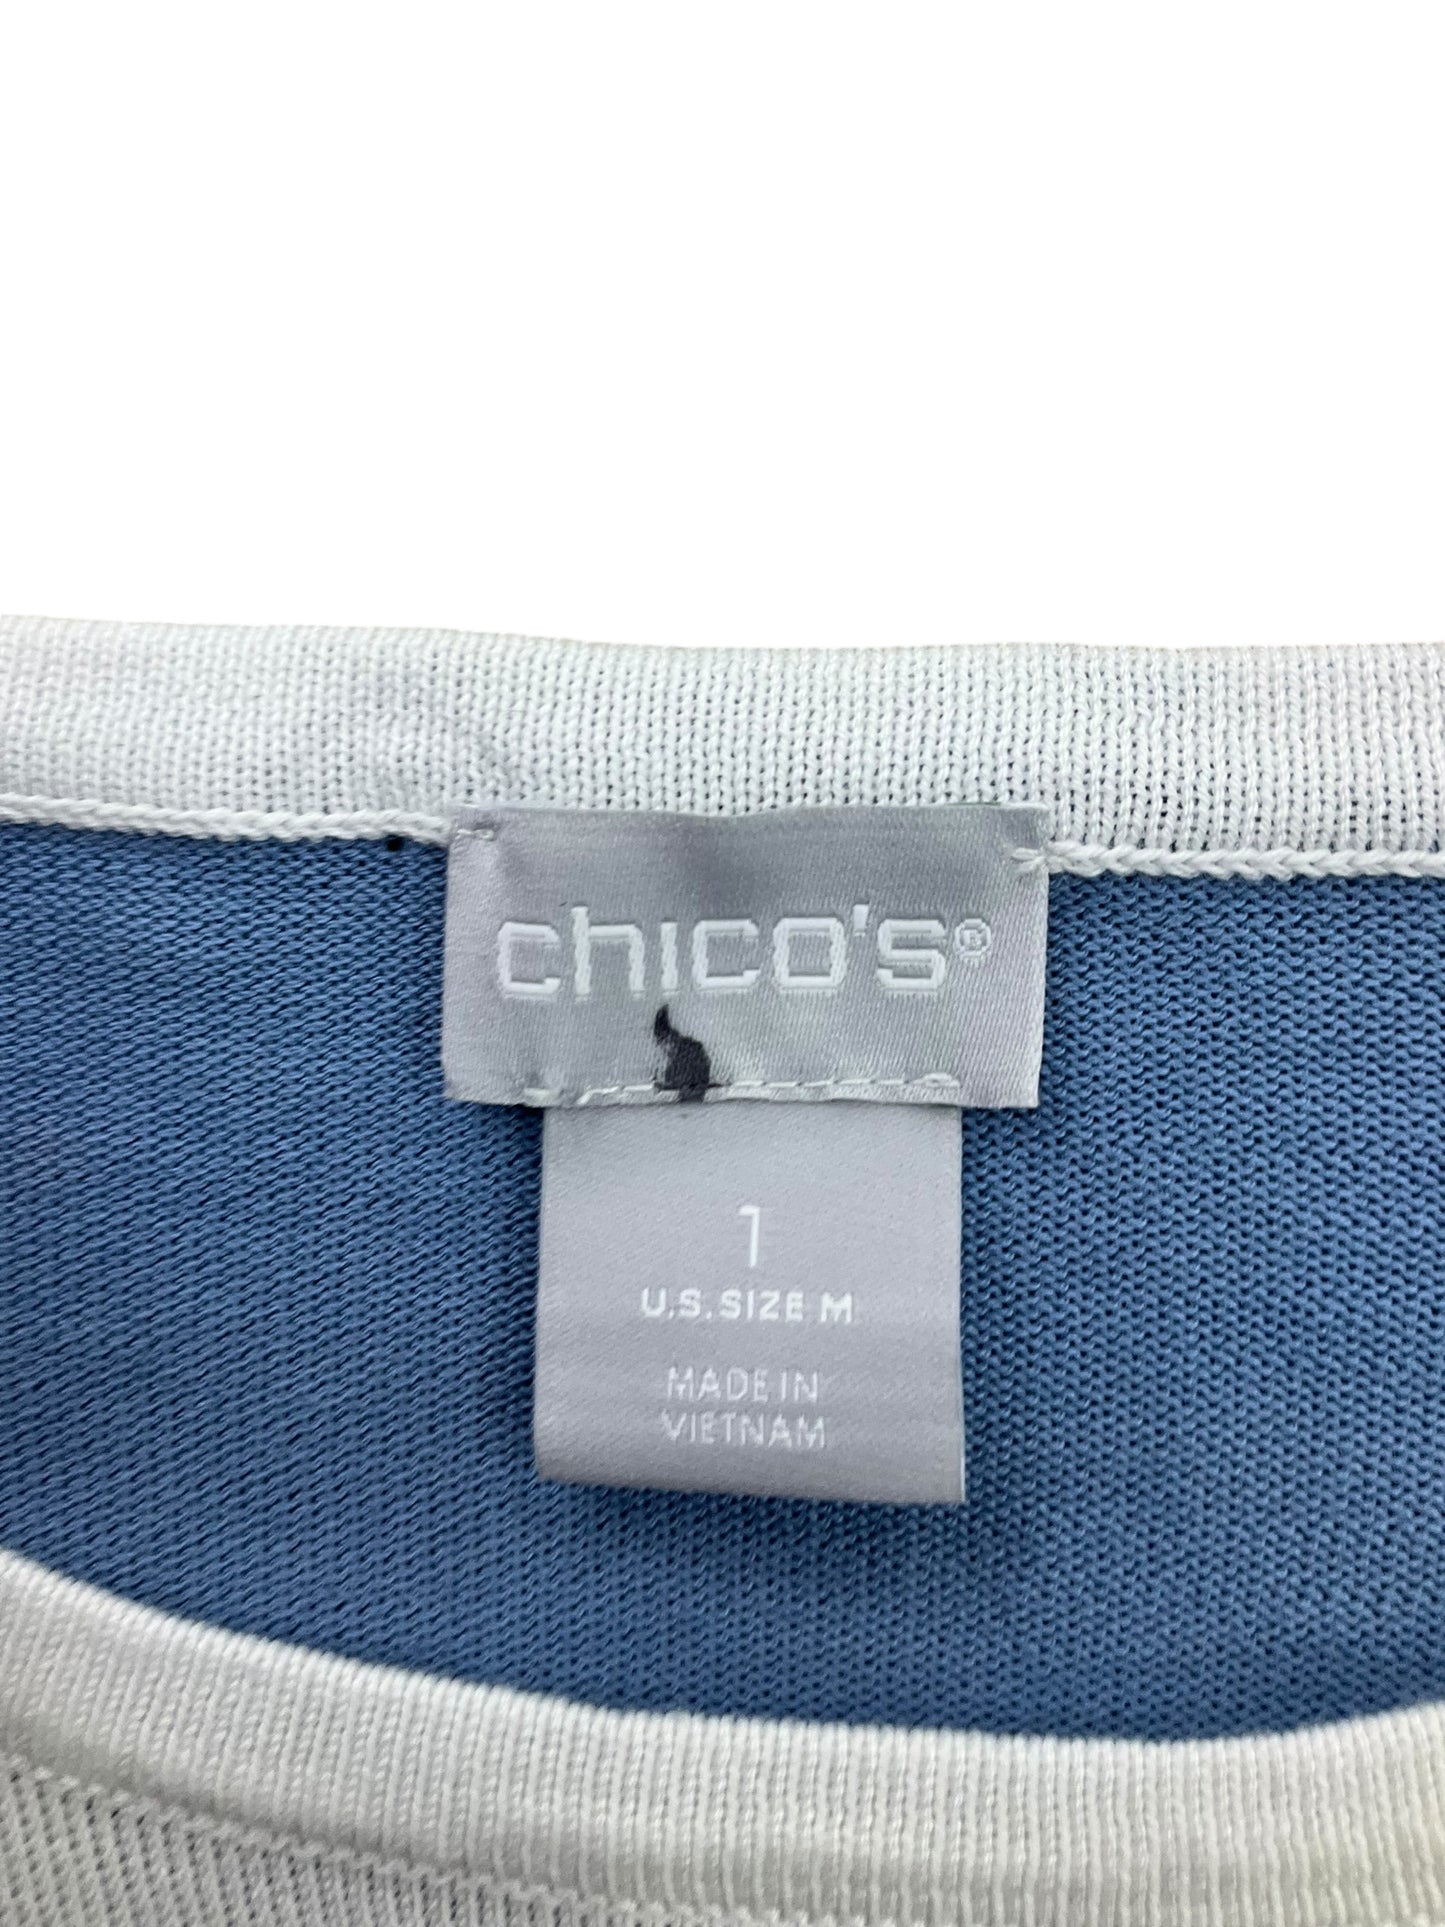 chico's®
1
U.S. SIZE M
MADE IN
VIETNAM